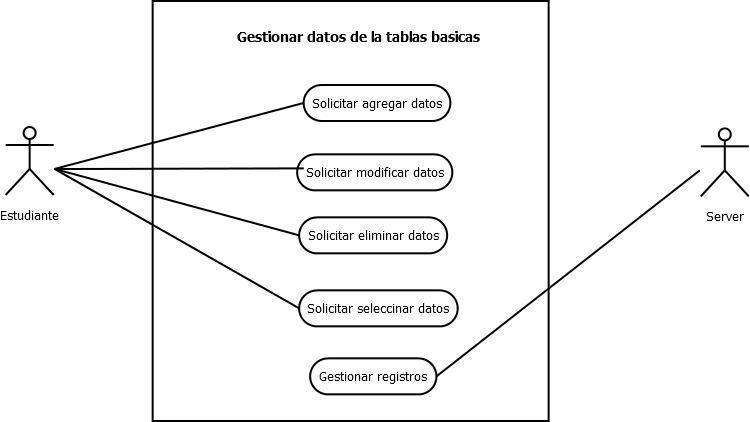 Gestionar datos de la tablas basicas
Solicitar agregar datos
Solicitar modificar datos
Estudiante
Server
Solicitar eliminar datos
Solicitar seleccinar datos
Gestionar registros